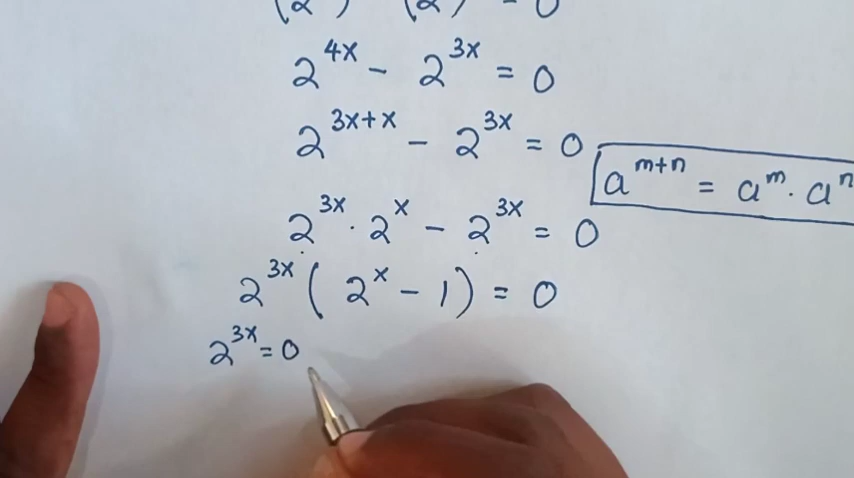 2^{4x} - 2^{3x} = 0
2^{3x+x} - 2^{3x} = 0
a^{m+n} = a^m · a^n
2^{3x} · 2^x - 2^{3x} = 0
2^{3x} ( 2^x - 1 ) = 0
2^{3x} = 0